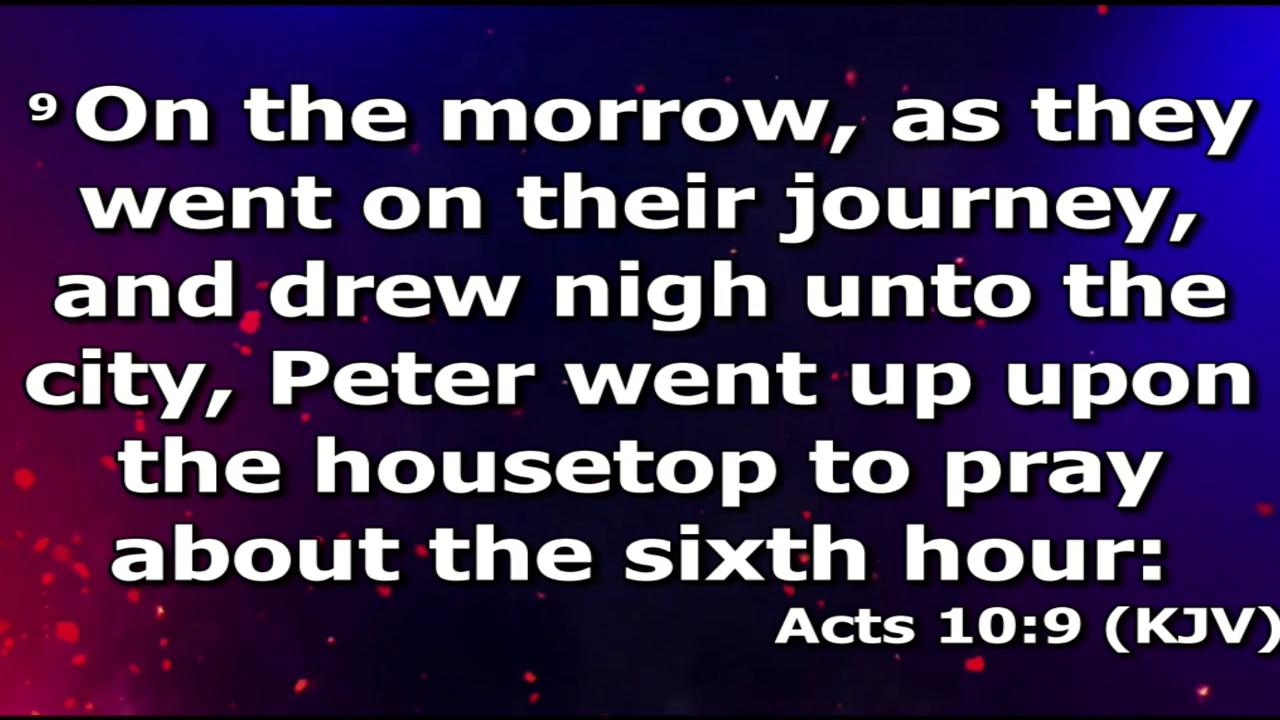 ⁹ On the morrow, as they
went on their journey,
and drew nigh unto the
city, Peter went up upon
the housetop to pray
about the sixth hour:
Acts 10:9 (KJV)